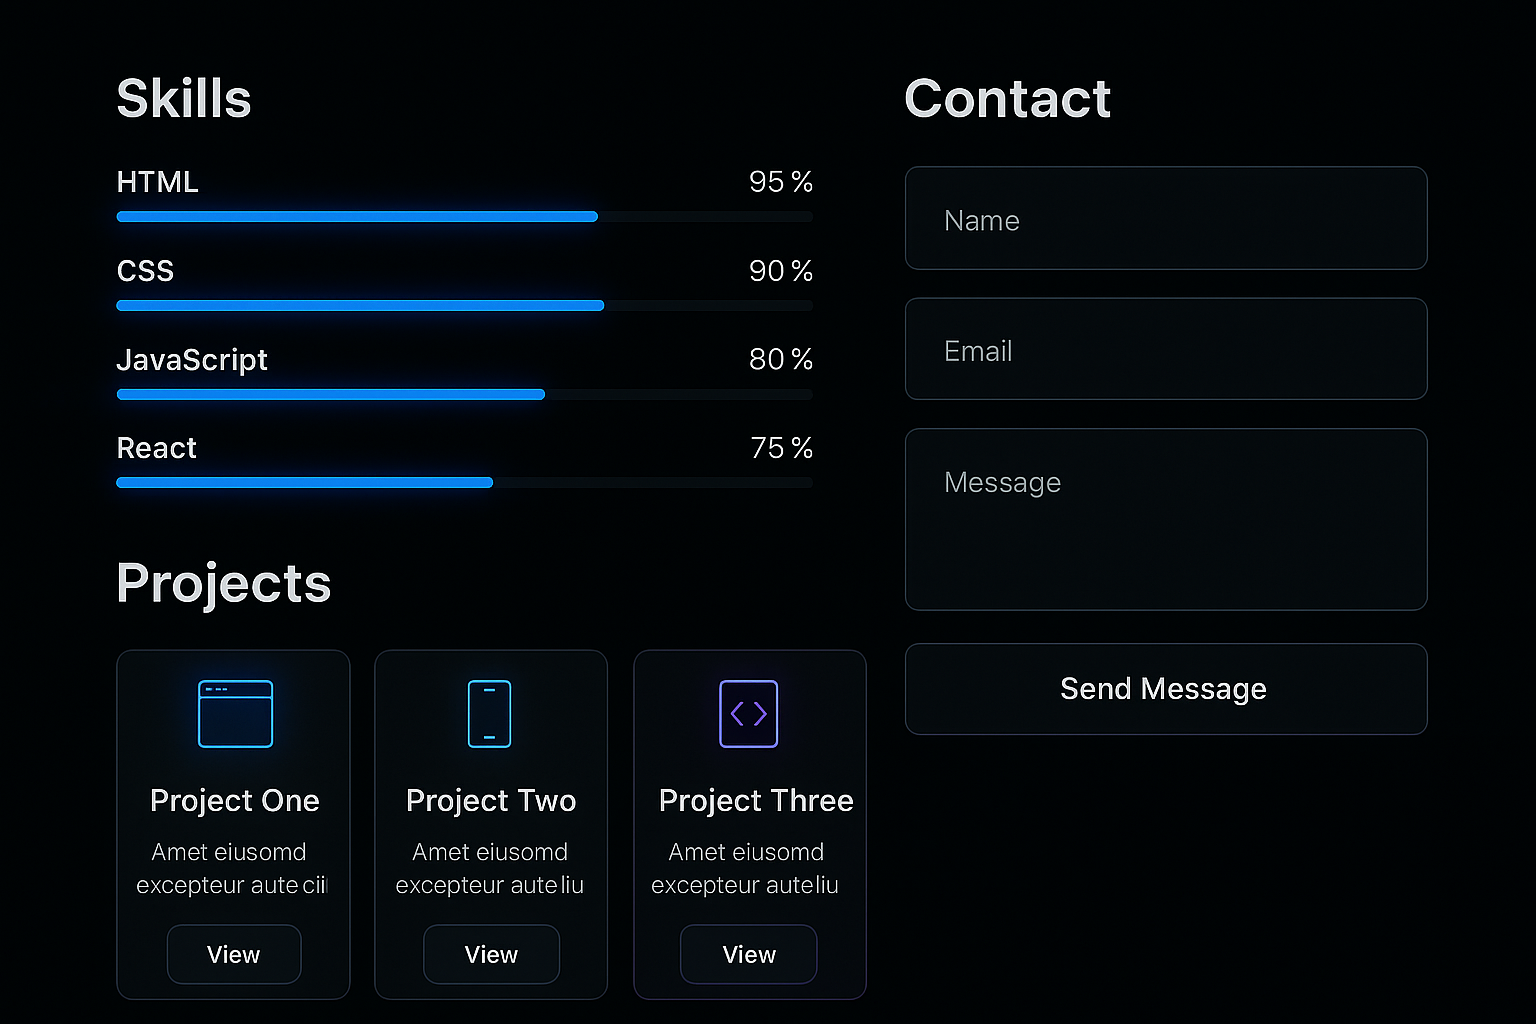 Skills
HTML 95 %
CSS 90 %
JavaScript 80 %
React 75 %
Projects
Project One
Amet eiusomd
excepteur aute cii
View
Project Two
Amet eiusomd
excepteur aute liu
View
Project Three
Amet eiusomd
excepteur aute liu
View
Contact
Name
Email
Message
Send Message